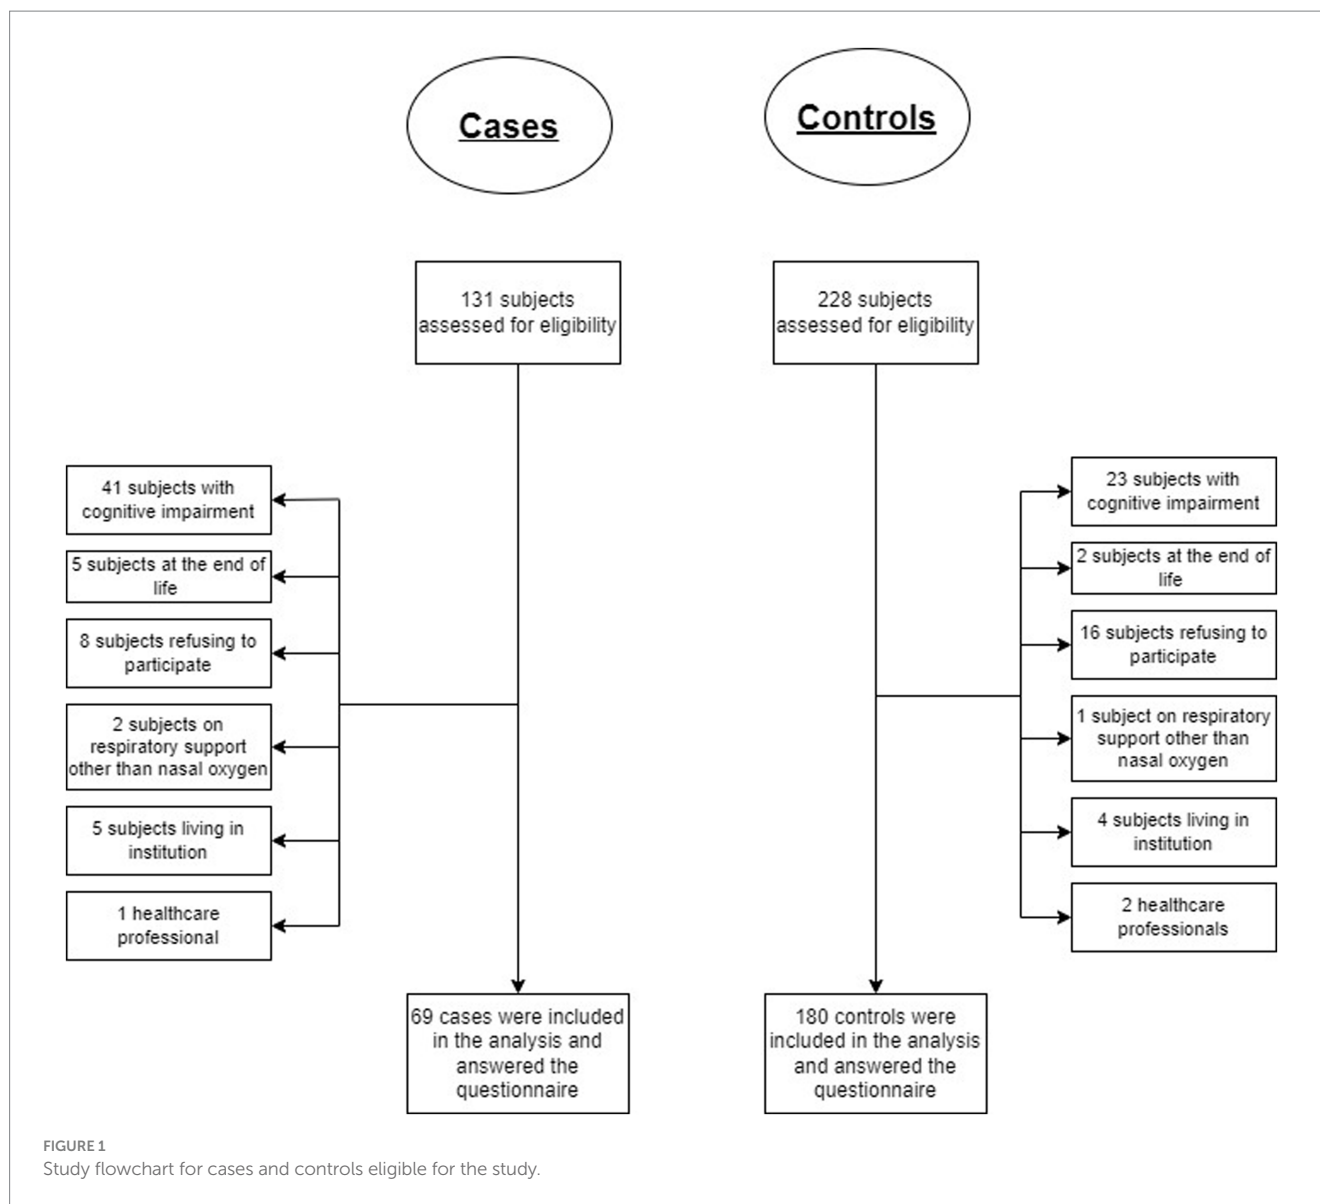 Cases
Controls
131 subjects
assessed for eligibility
228 subjects
assessed for eligibility
41 subjects with
cognitive impairment
5 subjects at the end of
life
8 subjects refusing to
participate
2 subjects on
respiratory support
other than nasal oxygen
5 subjects living in
institution
1 healthcare
professional
23 subjects with
cognitive impairment
2 subjects at the end of
life
16 subjects refusing to
participate
1 subject on respiratory
support other than
nasal oxygen
4 subjects living in
institution
2 healthcare
professionals
69 cases were included
in the analysis and
answered the
questionnaire
180 controls were
included in the analysis
and answered the
questionnaire
FIGURE 1
Study flowchart for cases and controls eligible for the study.